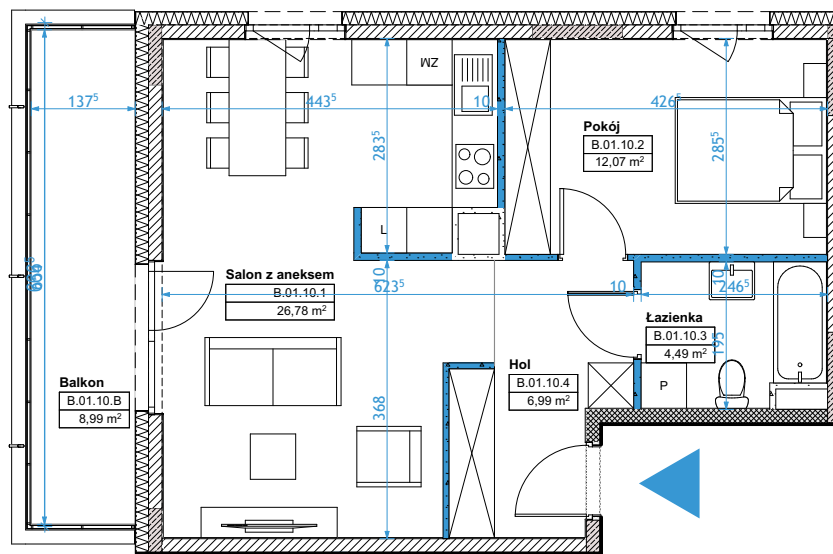 137⁵
443⁵
10
426⁵
ZM
283⁵
285⁵
Pokój
B.01.10.2
12,07 m²
L
Salon z aneksem
B.01.10.1
26,78 m²
10
623⁵
10
10
246⁵
195
Łazienka
B.01.10.3
4,49 m²
P
Hol
B.01.10.4
6,99 m²
Balkon
B.01.10.B
8,99 m²
368